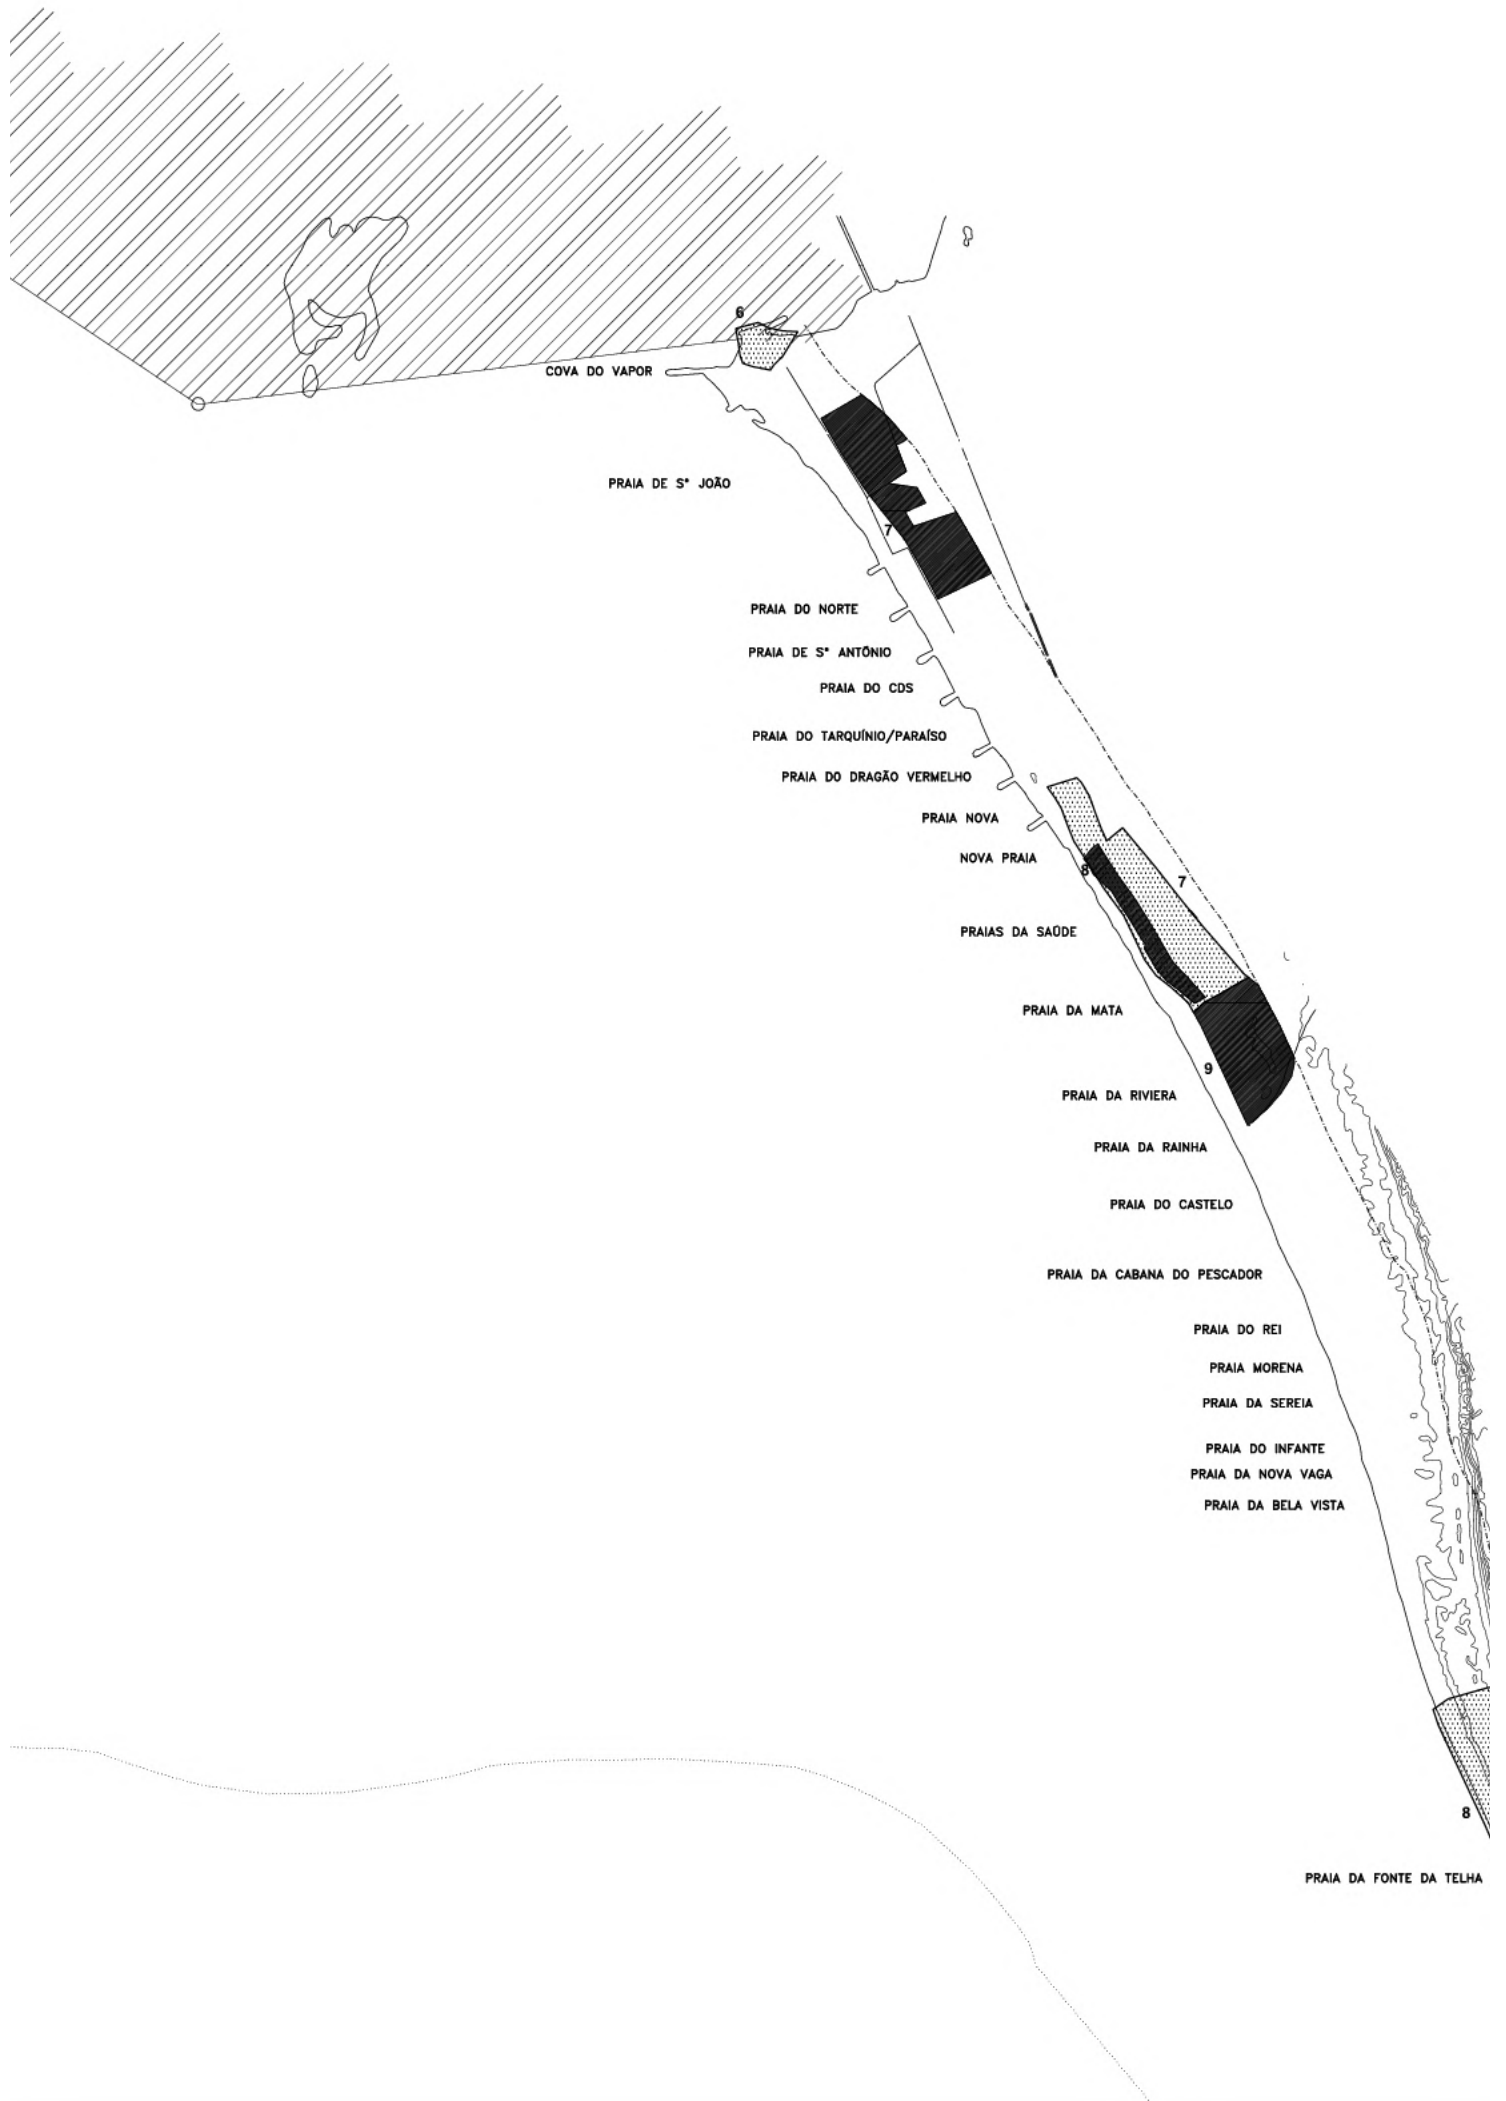 6
COVA DO VAPOR
PRAIA DE Sº JOÃO
7
PRAIA DO NORTE
PRAIA DE Sº ANTÓNIO
PRAIA DO CDS
PRAIA DO TARQUÍNIO/PARAÍSO
PRAIA DO DRAGÃO VERMELHO
PRAIA NOVA
NOVA PRAIA
8
7
PRAIAS DA SAÚDE
PRAIA DA MATA
9
PRAIA DA RIVIERA
PRAIA DA RAINHA
PRAIA DO CASTELO
PRAIA DA CABANA DO PESCADOR
PRAIA DO REI
PRAIA MORENA
PRAIA DA SEREIA
PRAIA DO INFANTE
PRAIA DA NOVA VAGA
PRAIA DA BELA VISTA
8
PRAIA DA FONTE DA TELHA